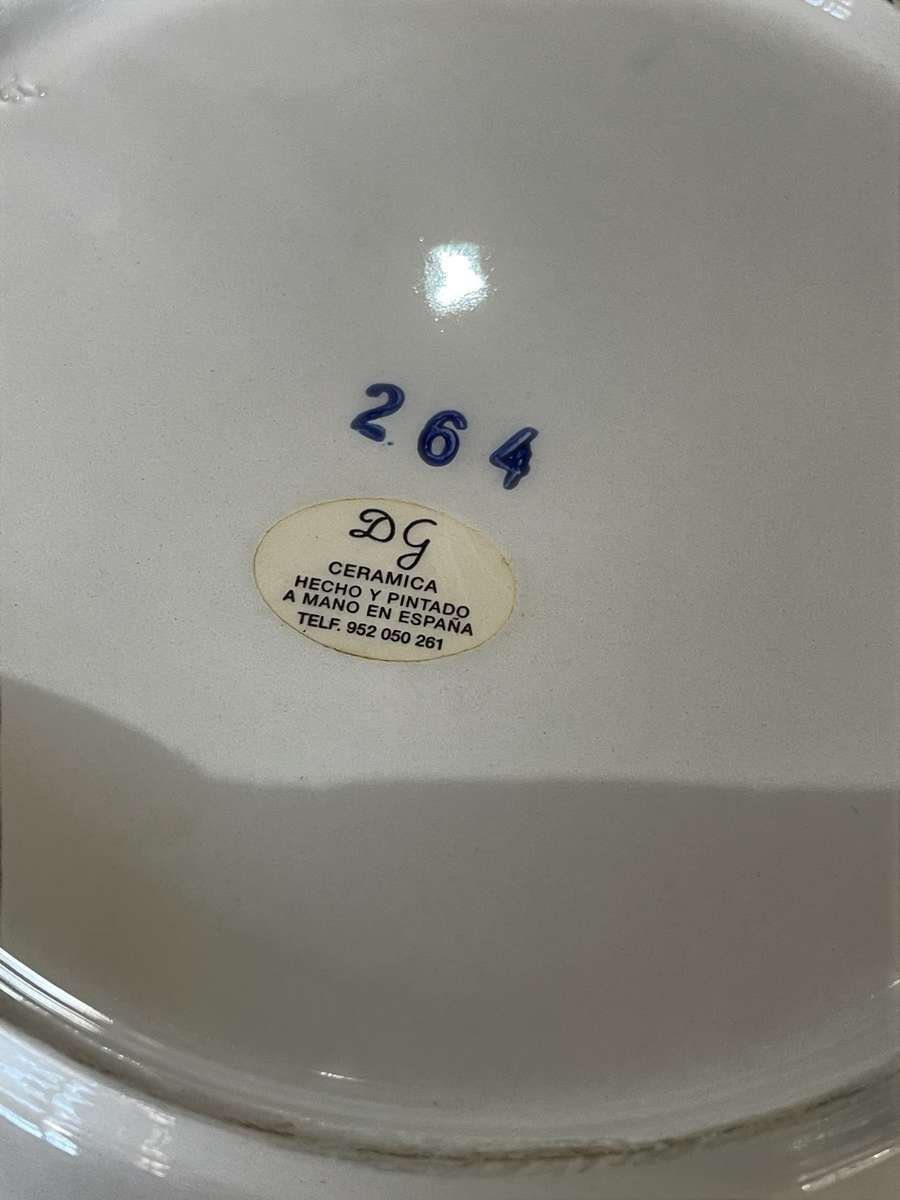 264
DG
CERAMICA
HECHO Y PINTADO
A MANO EN ESPAÑA
TELF. 952 050 261